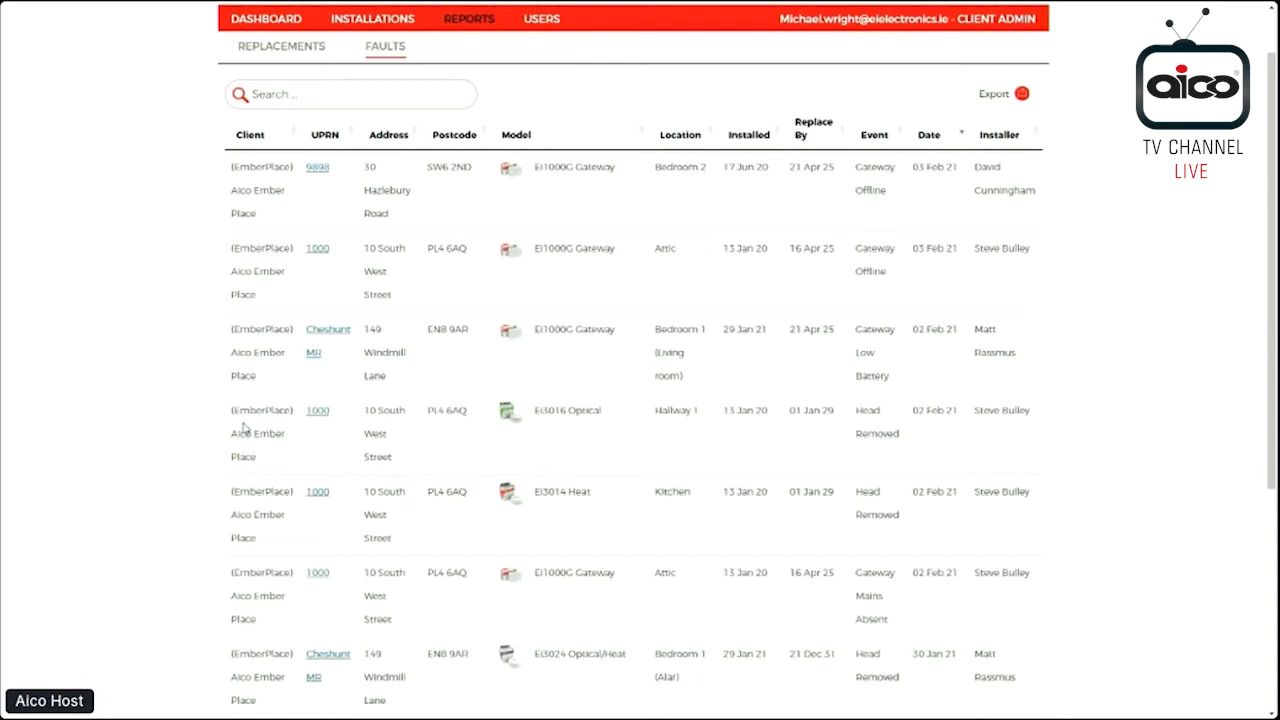 DASHBOARD INSTALLATIONS REPORTS USERS Michael.wright@eielectronics.ie - CLIENT ADMIN
REPLACEMENTS FAULTS
Search ..
Export
Client UPRN Address Postcode Model Location Installed Replace By Event Date Installer
(EmberPlace) 9898 30 SW6 2ND Ei1000G Gateway Bedroom 2 17 Jun 20 21 Apr 25 Gateway 03 Feb 21 David
Aico Ember Hazlebury Offline Cunningham
Place Road
(EmberPlace) 1000 10 South PL4 6AQ Ei1000G Gateway Attic 13 Jan 20 16 Apr 25 Gateway 03 Feb 21 Steve Bulley
Aico Ember West Offline
Place Street
(EmberPlace) Cheshunt 149 EN8 9AR Ei1000G Gateway Bedroom 1 29 Jan 21 21 Apr 25 Gateway 02 Feb 21 Matt
Aico Ember MR Windmill (Living Low Rassmus
Place Lane room) Battery
(EmberPlace) 1000 10 South PL4 6AQ Ei3016 Optical Hallway 1 13 Jan 20 01 Jan 29 Head 02 Feb 21 Steve Bulley
Aico Ember West Removed
Place Street
(EmberPlace) 1000 10 South PL4 6AQ Ei3014 Heat Kitchen 13 Jan 20 01 Jan 29 Head 02 Feb 21 Steve Bulley
Aico Ember West Removed
Place Street
(EmberPlace) 1000 10 South PL4 6AQ Ei1000G Gateway Attic 13 Jan 20 16 Apr 25 Gateway 02 Feb 21 Steve Bulley
Aico Ember West Mains
Place Street Absent
(EmberPlace) Cheshunt 149 EN8 9AR Ei3024 Optical/Heat Bedroom 1 29 Jan 21 21 Dec 31 Head 30 Jan 21 Matt
Aico Ember MR Windmill (Alar) Removed Rassmus
Place Lane
aico
TV CHANNEL
LIVE
Aico Host